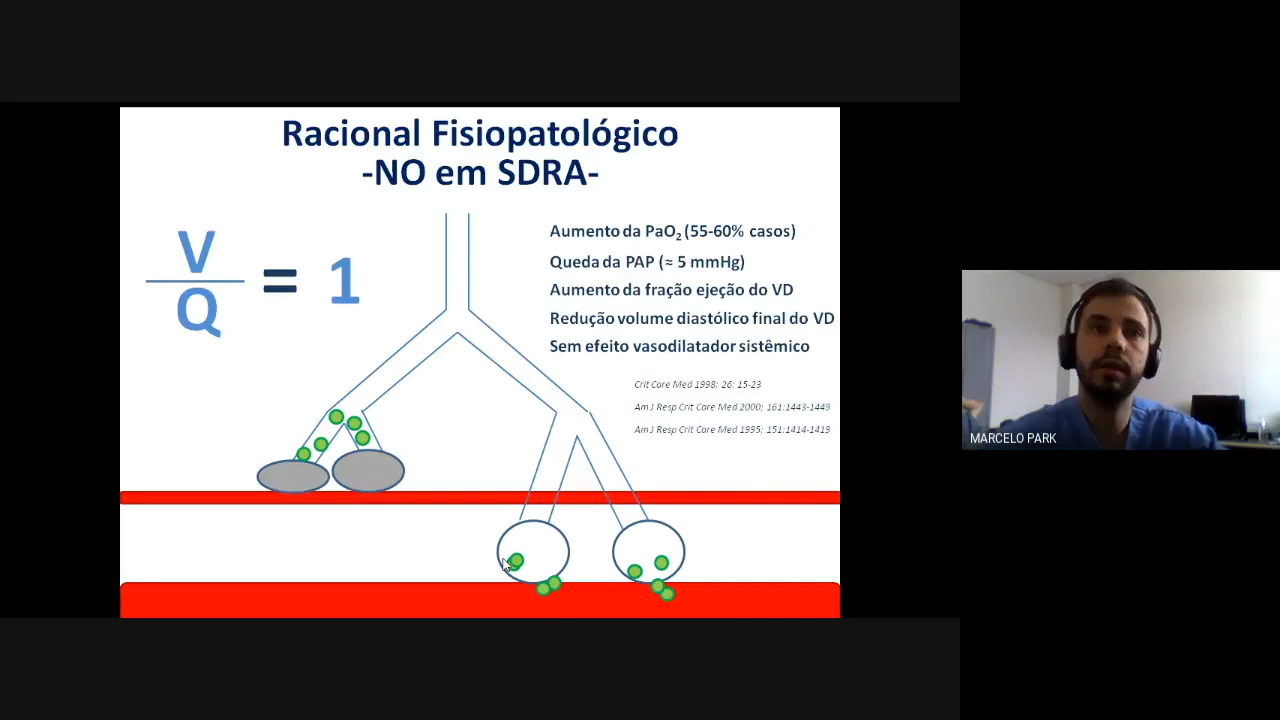 Racional Fisiopatológico
-NO em SDRA-
V
Q
= 1
Aumento da PaO₂ (55-60% casos)
Queda da PAP (≈ 5 mmHg)
Aumento da fração ejeção do VD
Redução volume diastólico final do VD
Sem efeito vasodilatador sistêmico
Crit Care Med 1998; 26: 15-23
Am J Resp Crit Care Med 2000; 161:1443-1449
Am J Resp Crit Care Med 1995; 151:1414-1419
MARCELO PARK